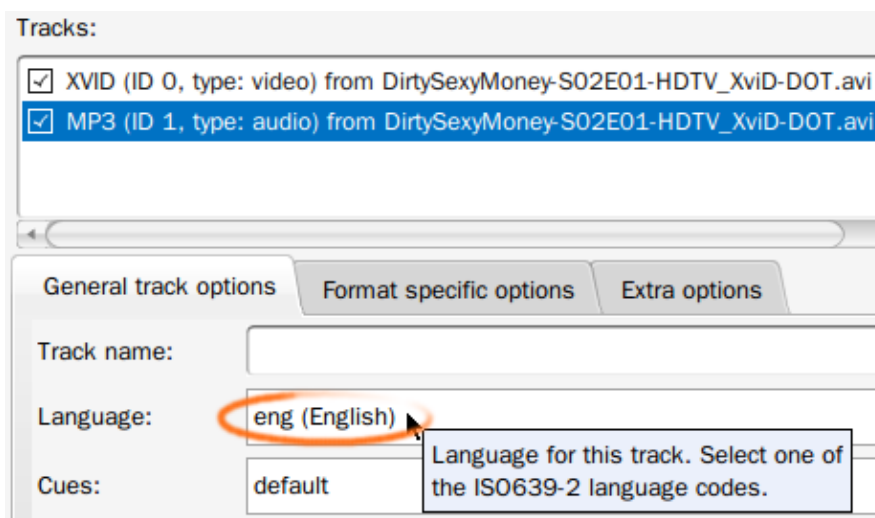 Tracks:
XVID (ID 0, type: video) from DirtySexyMoney-S02E01-HDTV_XviD-DOT.avi
MP3 (ID 1, type: audio) from DirtySexyMoney-S02E01-HDTV_XviD-DOT.avi
General track options Format specific options Extra options
Track name:
Language: eng (English)
Language for this track. Select one of
the ISO639-2 language codes.
Cues: default